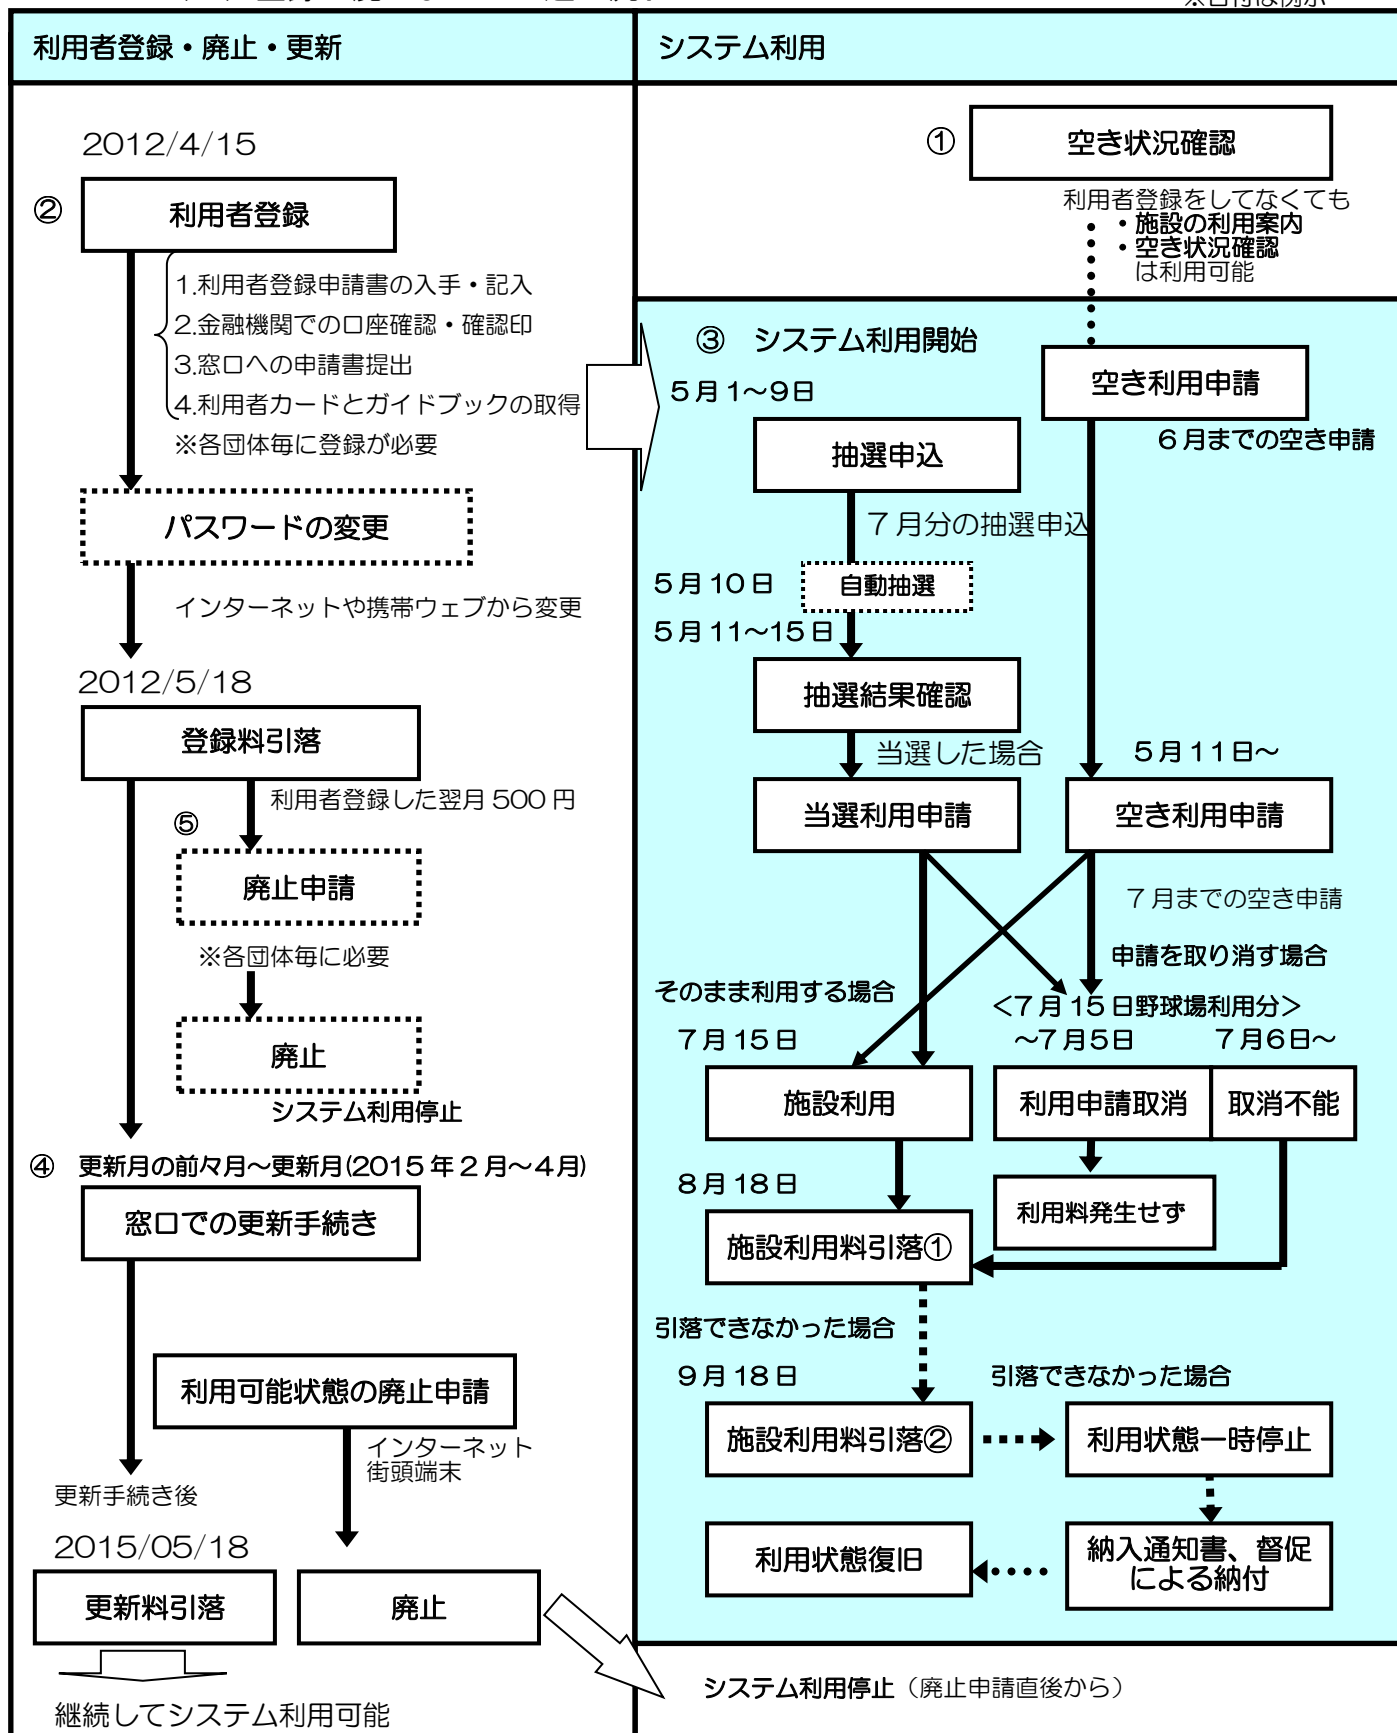 ※日付は例示
利用者登録・廃止・更新
システム利用
2012/4/15
② 利用者登録
1.利用者登録申請書の入手・記入
2.金融機関での口座確認・確認印
3.窓口への申請書提出
4.利用者カードとガイドブックの取得
※各団体毎に登録が必要
パスワードの変更
インターネットや携帯ウェブから変更
2012/5/18
登録料引落
利用者登録した翌月500円
⑤
廃止申請
※各団体毎に必要
廃止
システム利用停止
④ 更新月の前々月～更新月(2015年2月～4月)
窓口での更新手続き
利用可能状態の廃止申請
インターネット
街頭端末
更新手続き後
2015/05/18
更新料引落
廃止
継続してシステム利用可能
① 空き状況確認
利用者登録をしてなくても
・施設の利用案内
・空き状況確認
は利用可能
③ システム利用開始
5月1～9日
空き利用申請
6月までの空き申請
抽選申込
7月分の抽選申込
5月10日
自動抽選
5月11～15日
抽選結果確認
当選した場合
5月11日～
当選利用申請
空き利用申請
7月までの空き申請
申請を取り消す場合
そのまま利用する場合
<7月15日野球場利用分>
7月15日
～7月5日
7月6日～
施設利用
利用申請取消
取消不能
8月18日
利用料発生せず
施設利用料引落①
引落できなかった場合
9月18日
引落できなかった場合
施設利用料引落②
利用状態一時停止
利用状態復旧
納入通知書、督促
による納付
システム利用停止（廃止申請直後から）